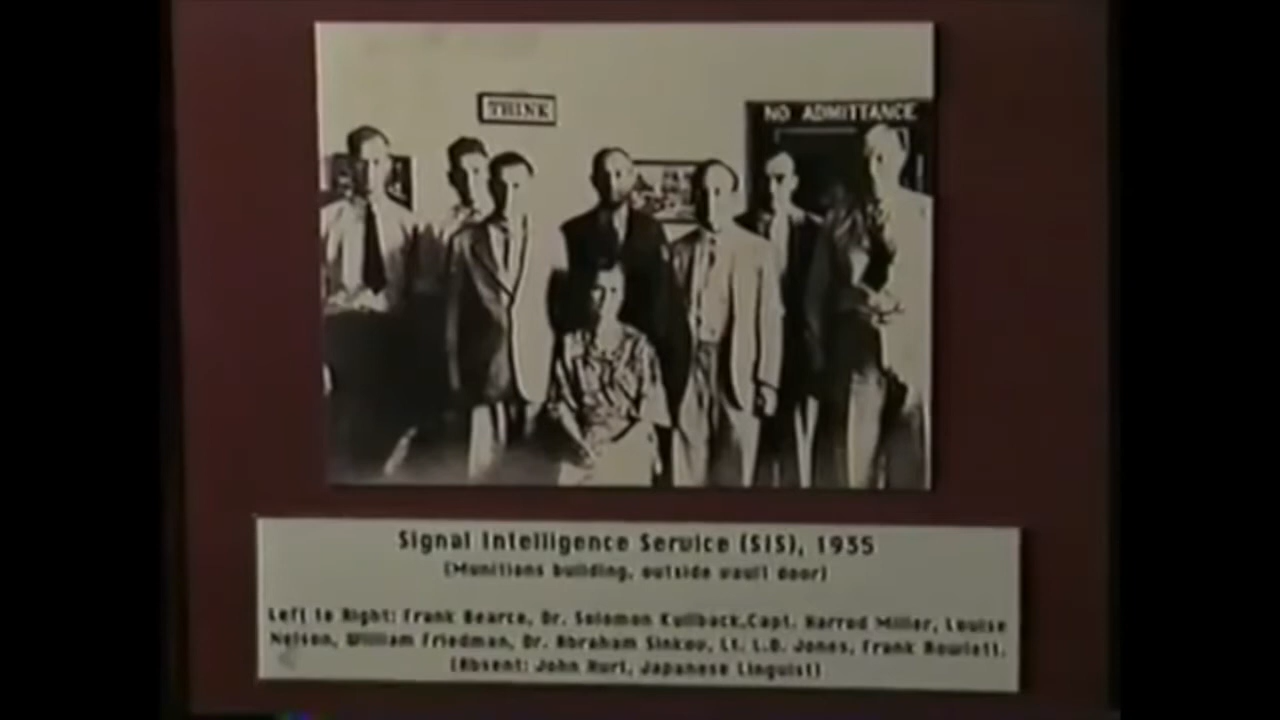 THINK
NO ADMITTANCE
Signal Intelligence Service (SIS), 1935
(Munitions building, outside vault door)
Left to Right: Frank Bearce, Dr. Solomon Kullback,Capt. Harrod Miller, Louise
Nelson, William Friedman, Dr. Abraham Sinkov, Lt. L.D. Jones, Frank Rowlett.
(Absent: John Hurt, Japanese Linguist)